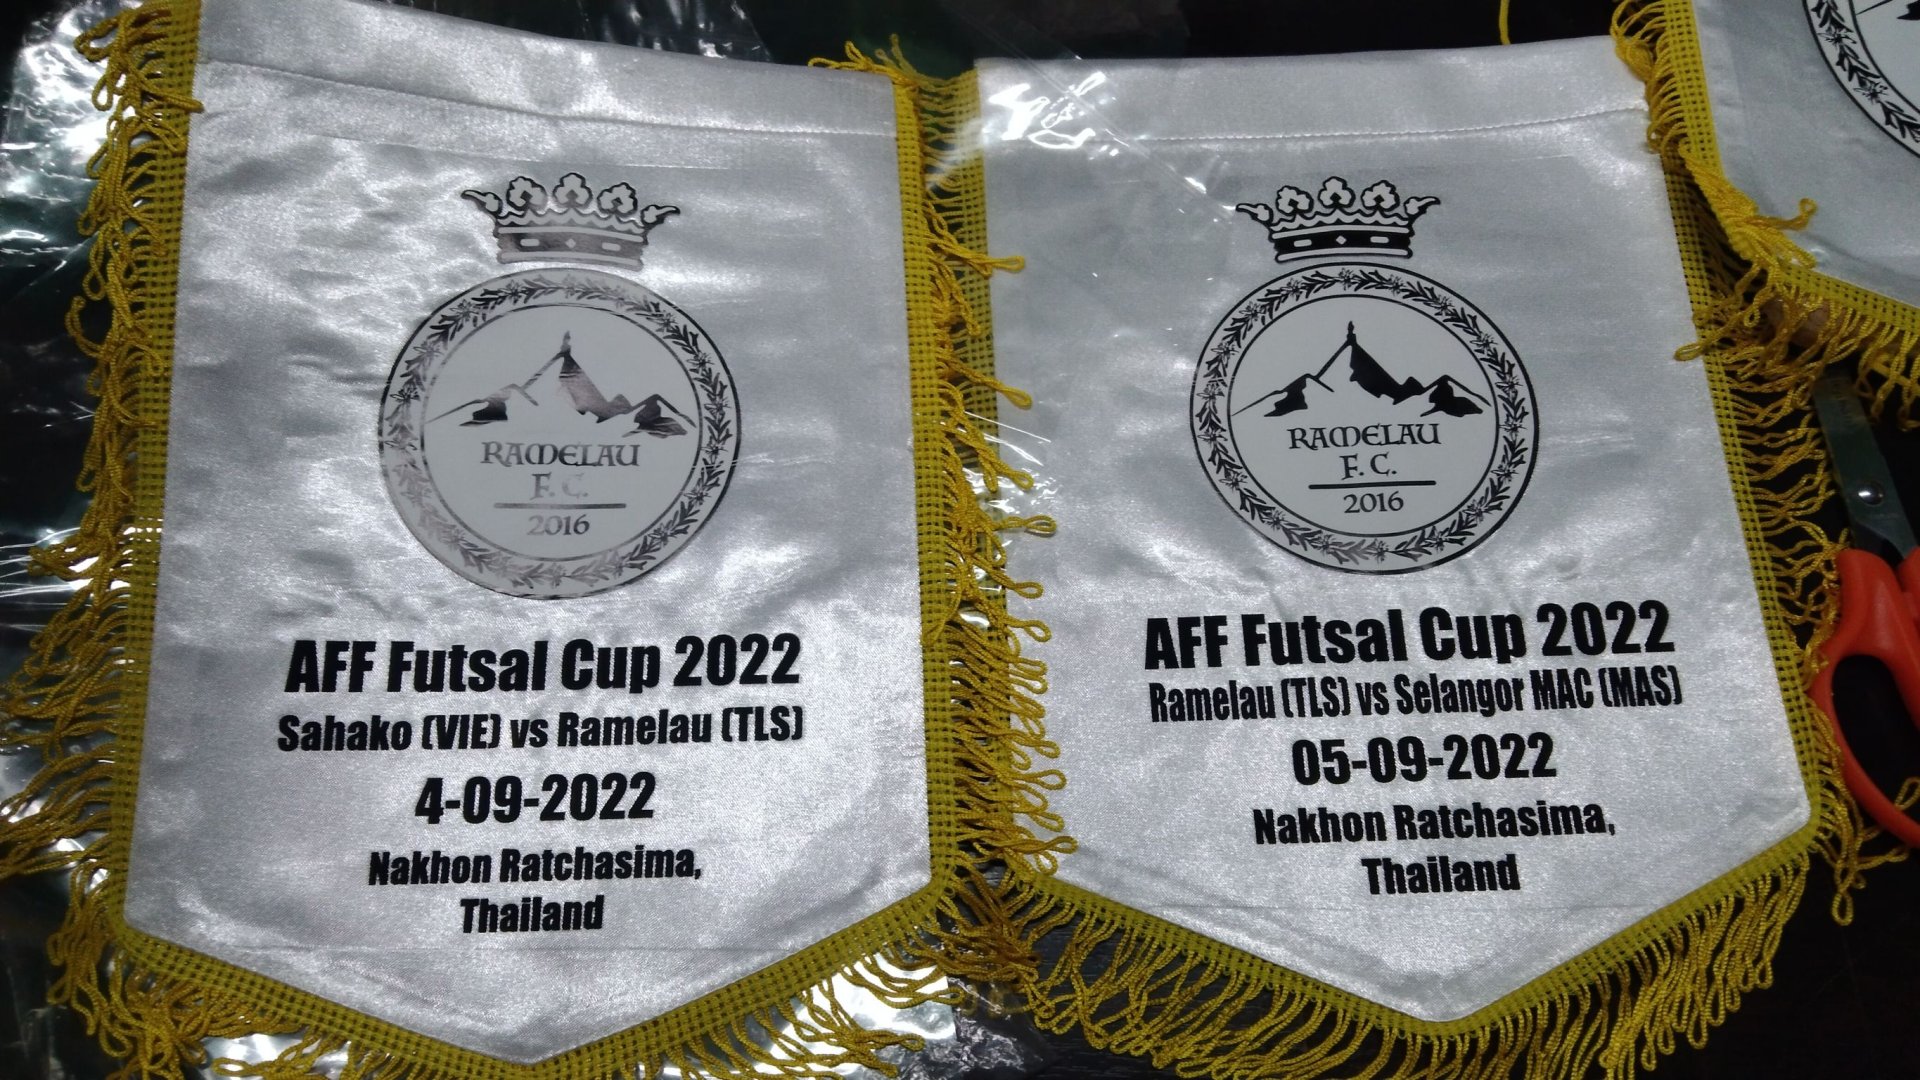 RAMELAU
F. C.
2016
AFF Futsal Cup 2022
Sahako (VIE) vs Ramelau (TLS)
4-09-2022
Nakhon Ratchasima,
Thailand
RAMELAU
F. C.
2016
AFF Futsal Cup 2022
Ramelau (TLS) vs Selangor MAC (MAS)
05-09-2022
Nakhon Ratchasima,
Thailand